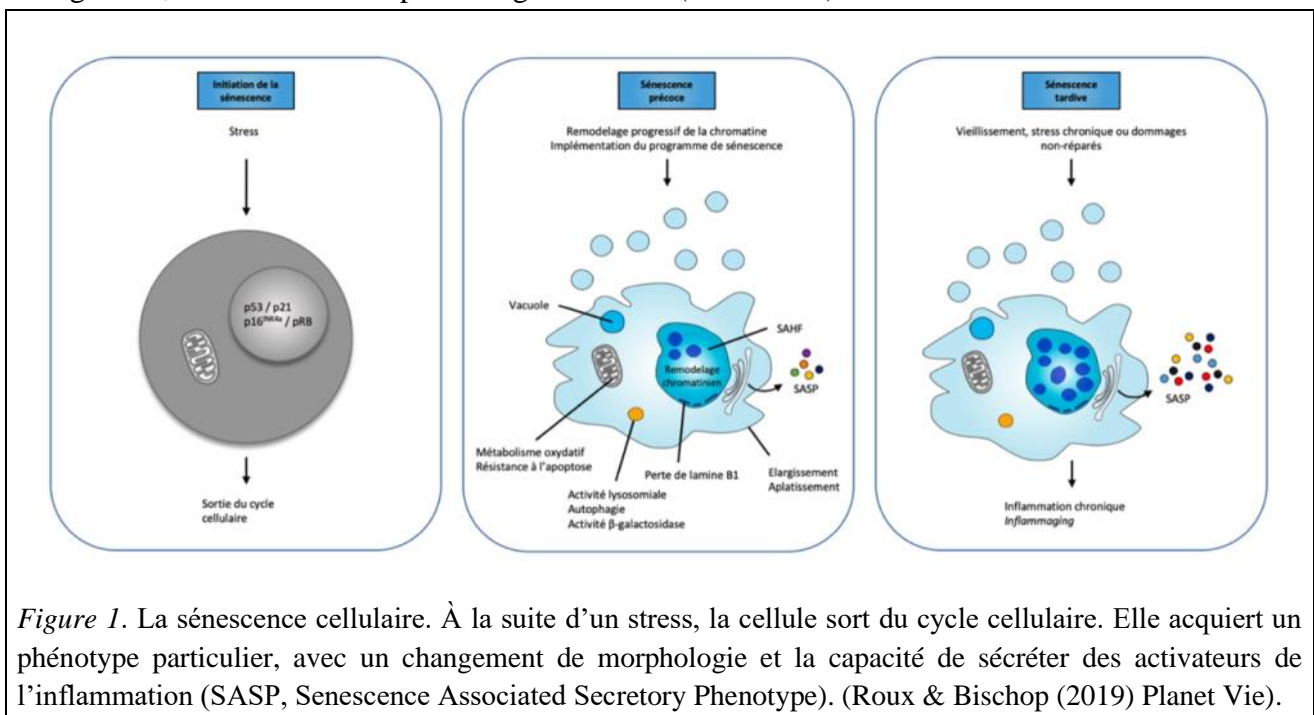 Initiation de la
sénescence
Stress
p53 / p21
p16INK4a / pRB
Sortie du cycle
cellulaire
Sénescence
précoce
Remodelage progressif de la chromatine
Implémentation du programme de sénescence
Vacuole
SAHF
Remodelage
chromatinien
SASP
Métabolisme oxydatif
Résistance à l'apoptose
Perte de lamine B1
Elargissement
Aplatissement
Activité lysosomiale
Autophagie
Activité β-galactosidase
Sénescence
tardive
Vieillissement, stress chronique ou dommages
non-réparés
SASP
Inflammation chronique
Inflammaging
Figure 1. La sénescence cellulaire. À la suite d'un stress, la cellule sort du cycle cellulaire. Elle acquiert un
phénotype particulier, avec un changement de morphologie et la capacité de sécréter des activateurs de
l'inflammation (SASP, Senescence Associated Secretory Phenotype). (Roux & Bischop (2019) Planet Vie).